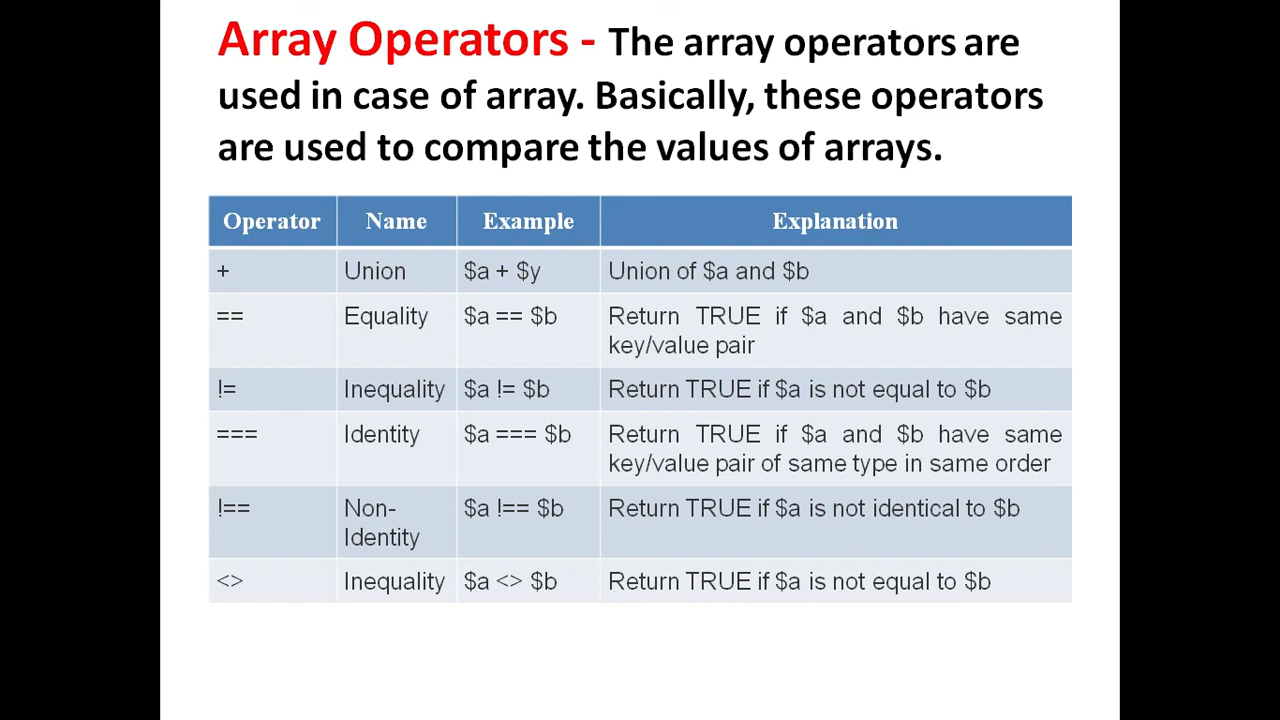 Array Operators - The array operators are
used in case of array. Basically, these operators
are used to compare the values of arrays.
Operator Name Example Explanation
+ Union $a + $y Union of $a and $b
== Equality $a == $b Return TRUE if $a and $b have same
key/value pair
!= Inequality $a != $b Return TRUE if $a is not equal to $b
=== Identity $a === $b Return TRUE if $a and $b have same
key/value pair of same type in same order
!== Non- $a !== $b Return TRUE if $a is not identical to $b
Identity
<> Inequality $a <> $b Return TRUE if $a is not equal to $b